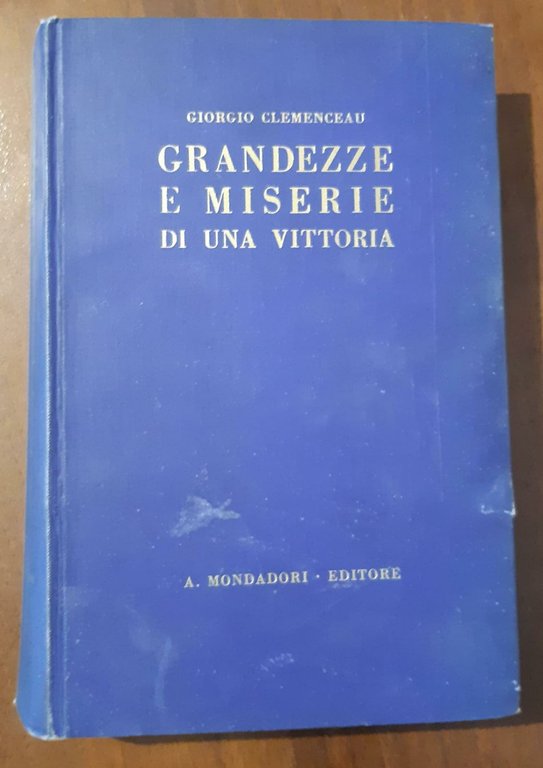 GIORGIO CLEMENCEAU
GRANDEZZE
E MISERIE
DI UNA VITTORIA
A. MONDADORI · EDITORE